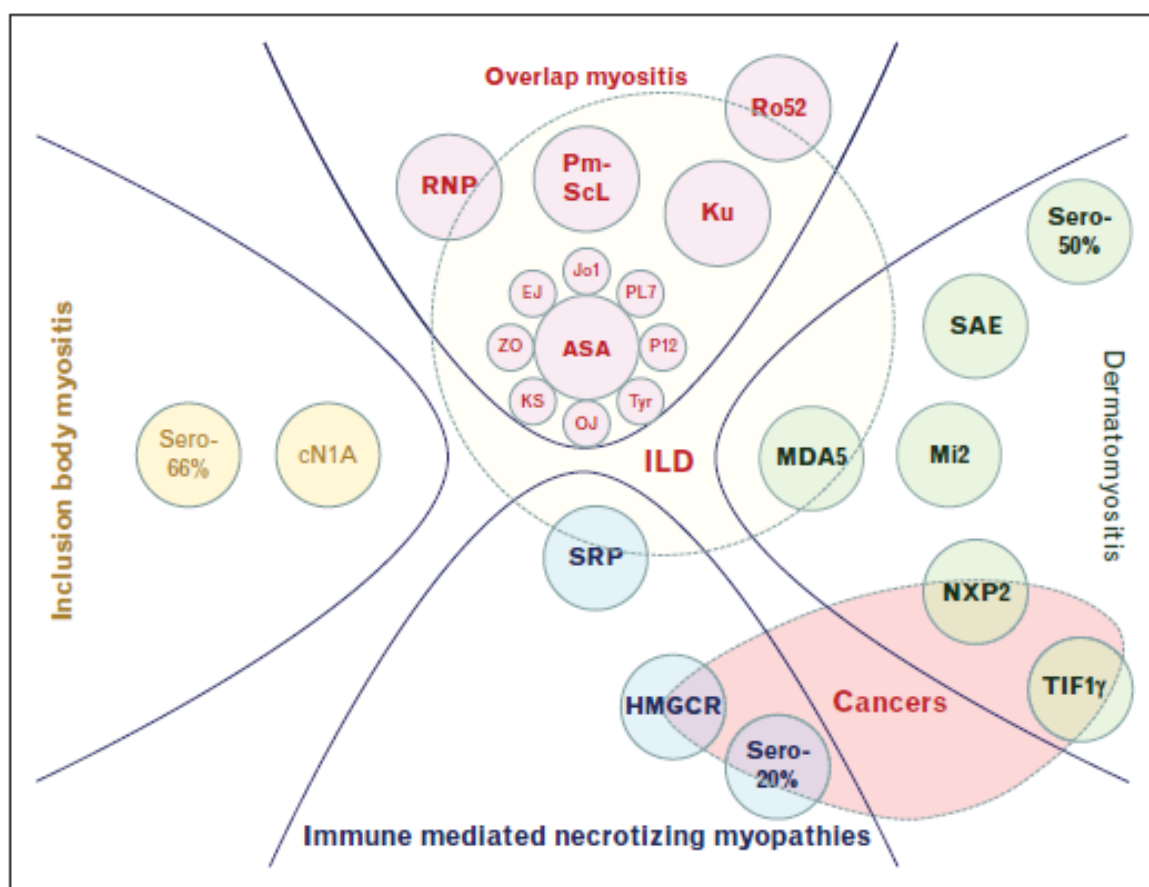 Overlap myositis
Ro52
RNP
Pm-
ScL
Ku
Sero-
50%
Jo1
EJ
PL7
SAE
ZO
ASA
P12
KS
Tyr
OJ
Inclusion body myositis
Sero-
66%
cN1A
ILD
MDA5
Mi2
Dermatomyositis
SRP
NXP2
HMGCR
Cancers
TIF1γ
Sero-
20%
Immune mediated necrotizing myopathies